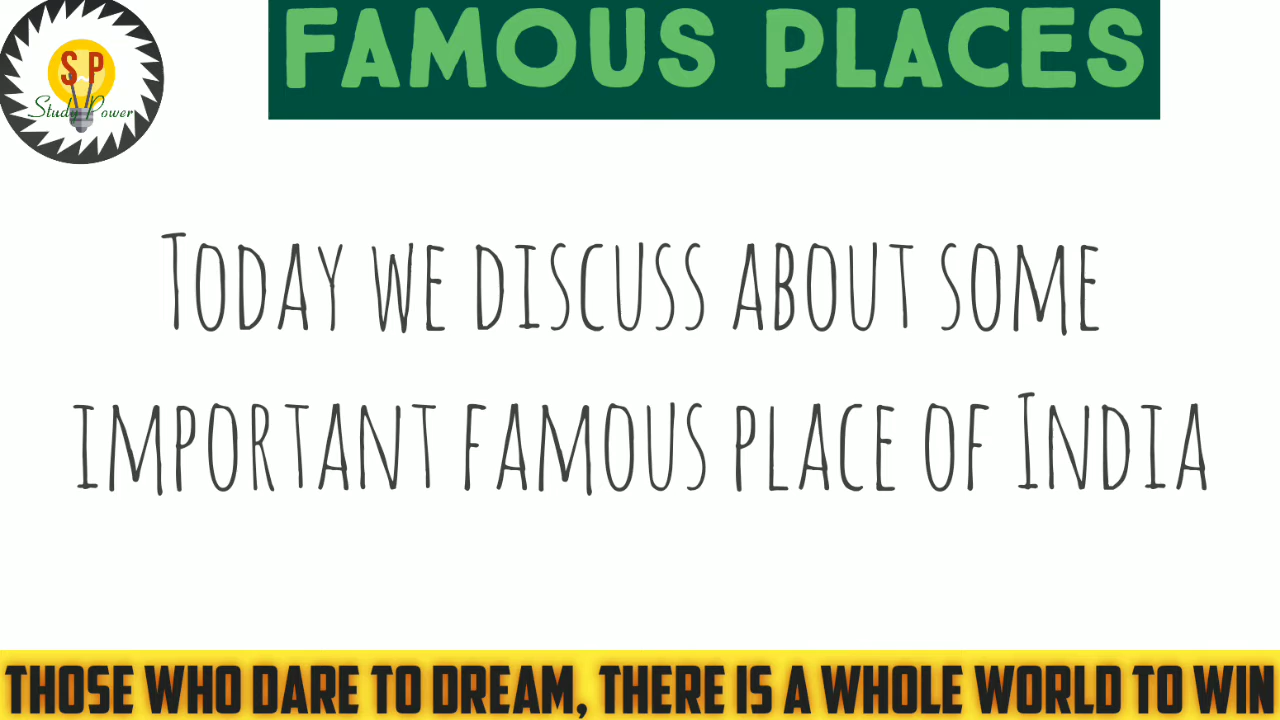 S P
Study Power
FAMOUS PLACES
Today we discuss about some
important famous place of India
THOSE WHO DARE TO DREAM, THERE IS A WHOLE WORLD TO WIN